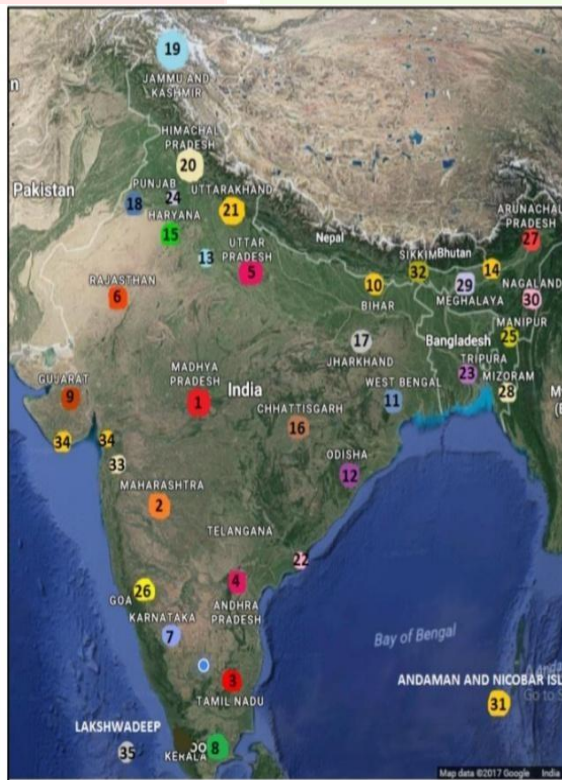 19
JAMMU AND
KASHMIR
HIMACHAL
PRADESH
20
Pakistan
PUNJAB
24
UTTARAKHAND
18
HARYANA
21
15
ARUNACHAL
PRADESH
27
Nepal
13
UTTAR
PRADESH
5
SIKKIM
Bhutan
32
14
RAJASTHAN
6
10
BIHAR
29
MEGHALAYA
NAGALAND
30
MANIPUR
25
17
JHARKHAND
Bangladesh
TRIPURA
23
MIZORAM
28
GUJARAT
9
MADHYA
PRADESH
India
1
WEST BENGAL
11
CHHATTISGARH
16
34
34
33
ODISHA
12
MAHARASHTRA
2
TELANGANA
22
4
ANDHRA
PRADESH
GOA
26
KARNATAKA
7
Bay of Bengal
3
TAMIL NADU
ANDAMAN AND NICOBAR ISL
31
LAKSHWADEEP
35
8
KERALA
Map data ©2017 Google India